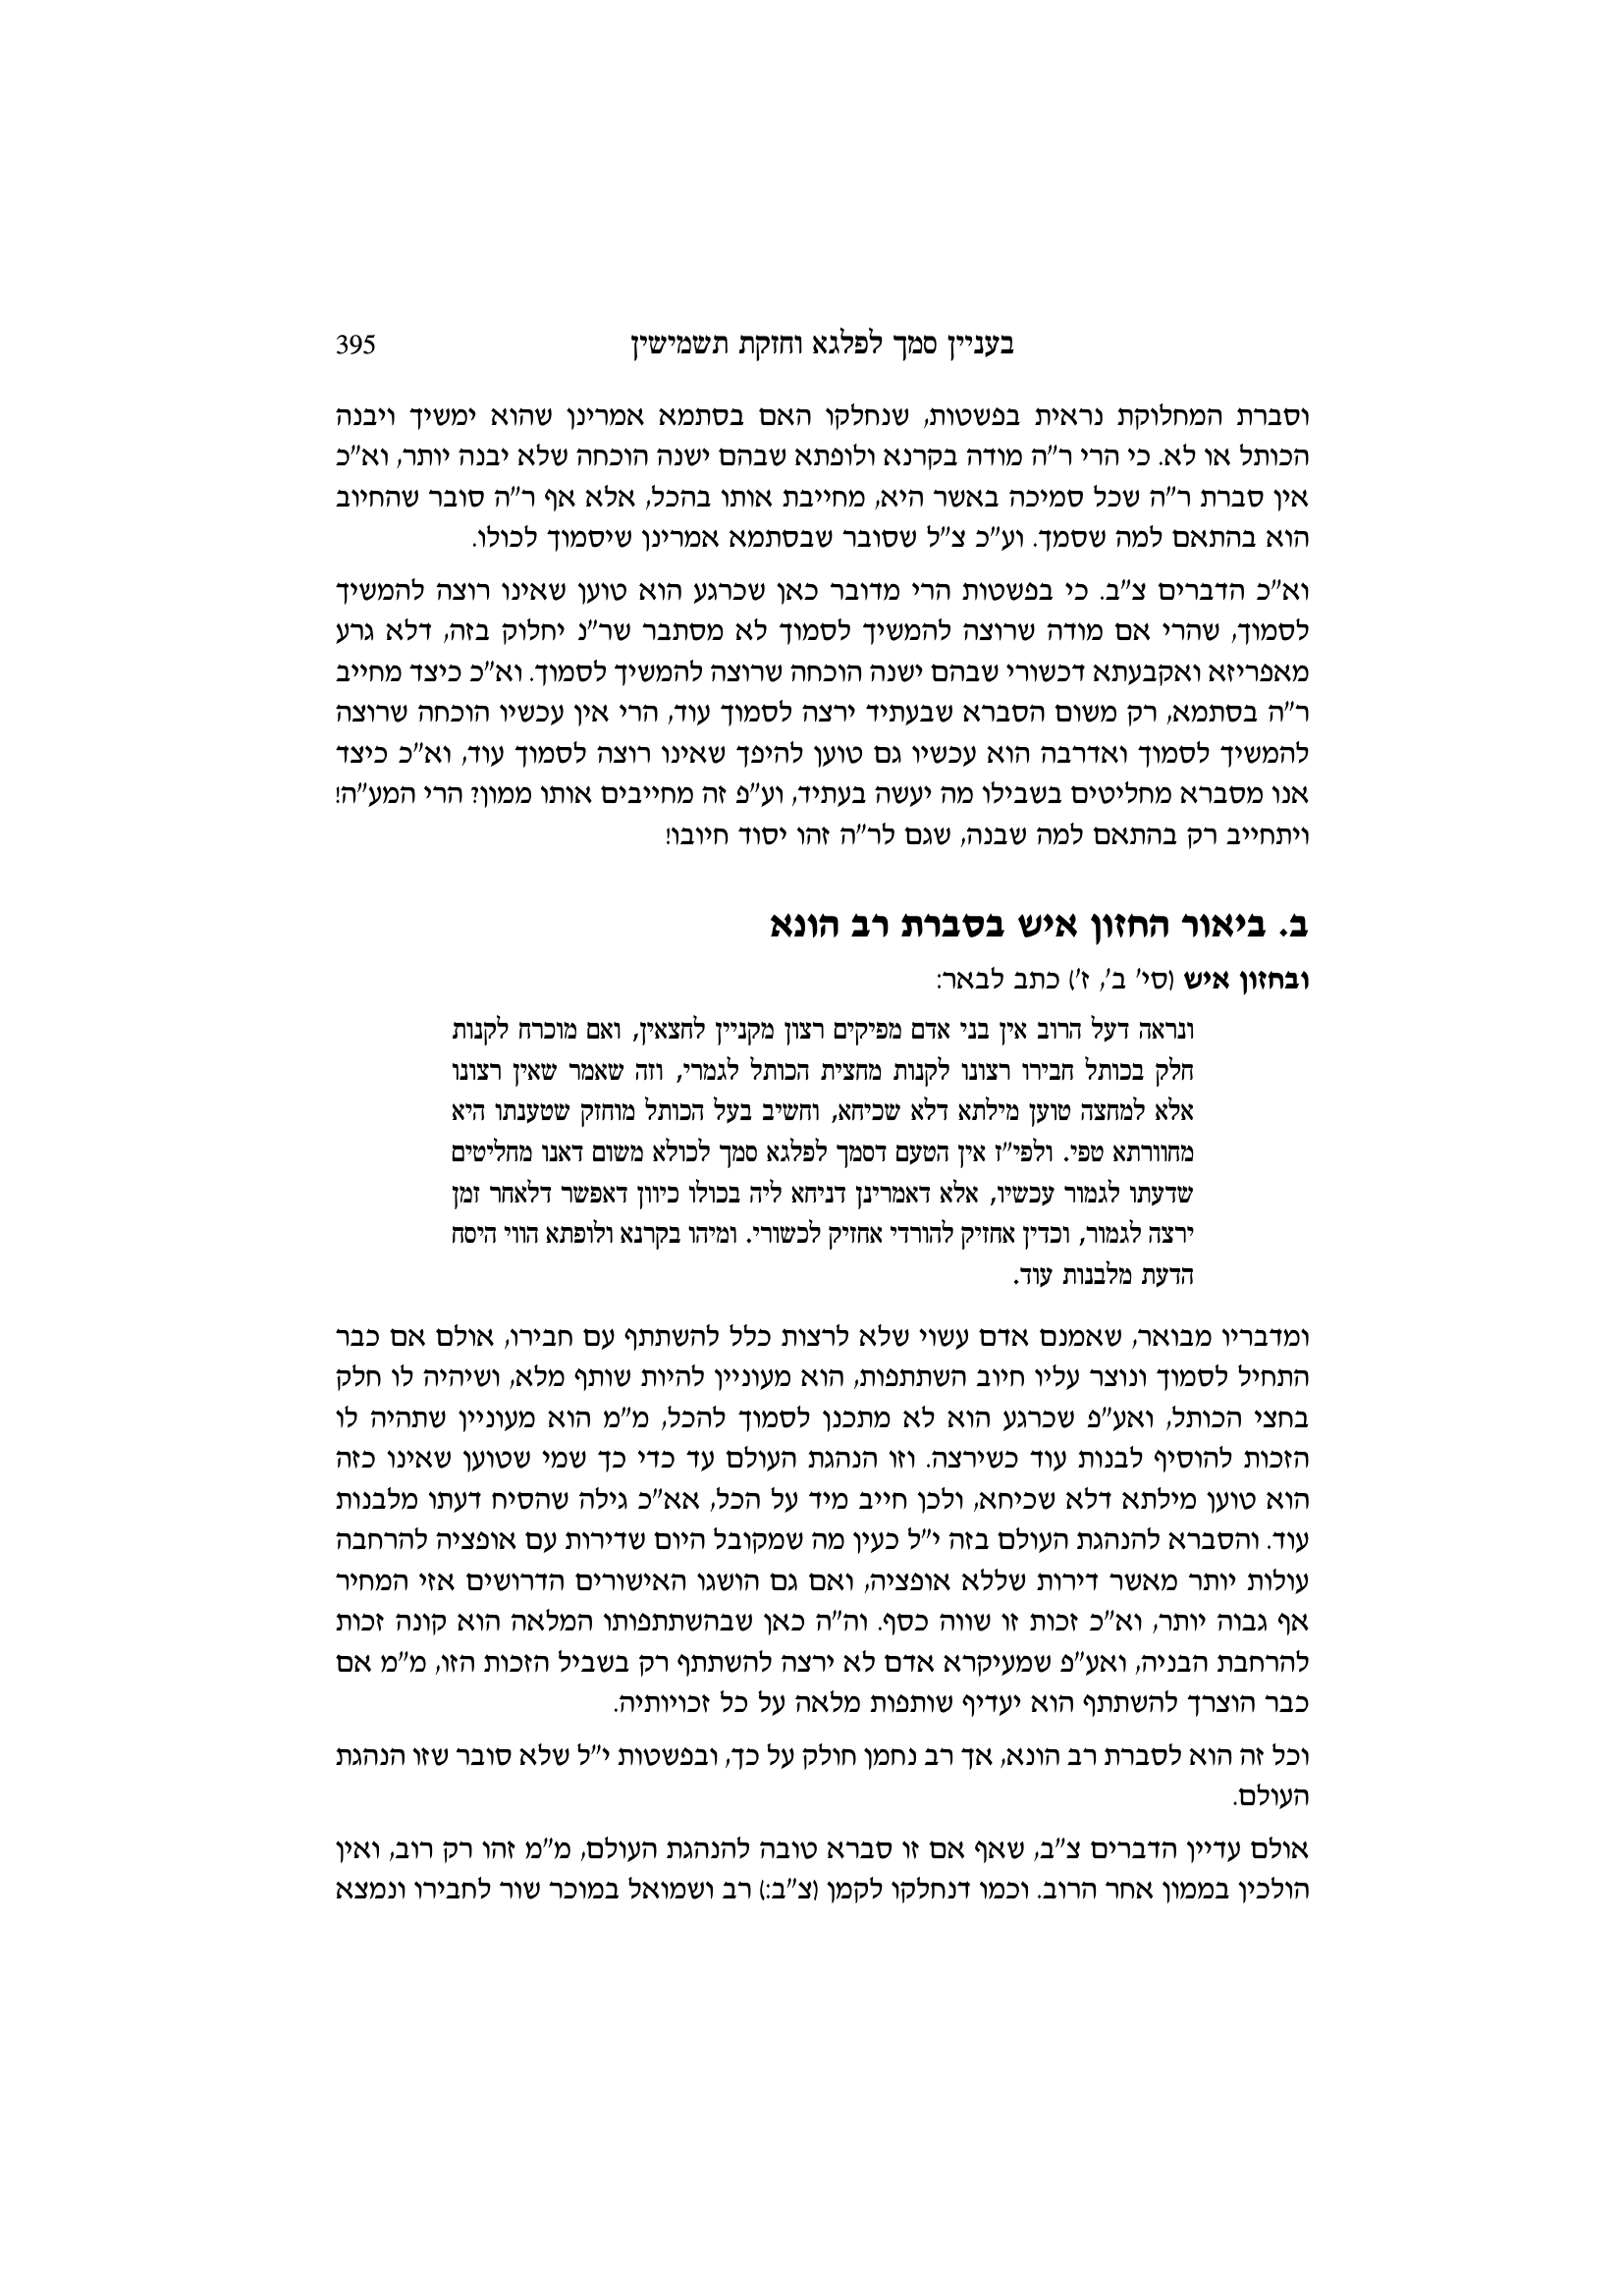 בעניין סמך לפלגא וחזקת תשמישין 395
וסברת המחלוקת נראית בפשטות, שנחלקו האם בסתמא אמרינן שהוא ימשיך ויבנה
הכותל או לא. כי הרי ר"ה מודה בקרנא ולופתא שבהם ישנה הוכחה שלא יבנה יותר, וא"כ
אין סברת ר"ה שכל סמיכה באשר היא, מחייבת אותו בהכל, אלא אף ר"ה סובר שהחיוב
הוא בהתאם למה שסמך. וע"כ צ"ל שסובר שבסתמא אמרינן שיסמוך לכולו.
וא"כ הדברים צ"ב. כי בפשטות הרי מדובר כאן שכרגע הוא טוען שאינו רוצה להמשיך
לסמוך, שהרי אם מודה שרוצה להמשיך לסמוך לא מסתבר שר"נ יחלוק בזה, דלא גרע
מאפריזא ואקבעתא דכשורי שבהם ישנה הוכחה שרוצה להמשיך לסמוך. וא"כ כיצד מחייב
ר"ה בסתמא, רק משום הסברא שבעתיד ירצה לסמוך עוד, הרי אין עכשיו הוכחה שרוצה
להמשיך לסמוך ואדרבה הוא עכשיו גם טוען להיפך שאינו רוצה לסמוך עוד, וא"כ כיצד
אנו מסברא מחליטים בשבילו מה יעשה בעתיד, וע"פ זה מחייבים אותו ממון? הרי המע"ה!
ויתחייב רק בהתאם למה שבנה, שגם לר"ה זהו יסוד חיובו!
ב. ביאור החזון איש בסברת רב הונא
ובחזון איש (סי' ב', ז') כתב לבאר:
ונראה דעל הרוב אין בני אדם מפיקים רצון מקניין לחצאין, ואם מוכרח לקנות
חלק בכותל חבירו רצונו לקנות מחצית הכותל לגמרי, וזה שאמר שאין רצונו
אלא למחצה טוען מילתא דלא שכיחא, וחשיב בעל הכותל מוחזק שטענתו היא
מחוורתא טפי. ולפי"ז אין הטעם דסמך לפלגא סמך לכולא משום דאנו מחליטים
שדעתו לגמור עכשיו, אלא דאמרינן דניחא ליה בכולו כיוון דאפשר דלאחר זמן
ירצה לגמור, וכדין אחזיק להורדי אחזיק לכשורי. ומיהו בקרנא ולופתא הווי היסח
הדעת מלבנות עוד.
ומדבריו מבואר, שאמנם אדם עשוי שלא לרצות כלל להשתתף עם חבירו, אולם אם כבר
התחיל לסמוך ונוצר עליו חיוב השתתפות, הוא מעוניין להיות שותף מלא, ושיהיה לו חלק
בחצי הכותל, ואע"פ שכרגע הוא לא מתכנן לסמוך להכל, מ"מ הוא מעוניין שתהיה לו
הזכות להוסיף לבנות עוד כשירצה. וזו הנהגת העולם עד כדי כך שמי שטוען שאינו כזה
הוא טוען מילתא דלא שכיחא, ולכן חייב מיד על הכל, אא"כ גילה שהסיח דעתו מלבנות
עוד. והסברא להנהגת העולם בזה י"ל כעין מה שמקובל היום שדירות עם אופציה להרחבה
עולות יותר מאשר דירות שללא אופציה, ואם גם הושגו האישורים הדרושים אזי המחיר
אף גבוה יותר, וא"כ זכות זו שווה כסף. וה"ה כאן שבהשתתפותו המלאה הוא קונה זכות
להרחבת הבניה, ואע"פ שמעיקרא אדם לא ירצה להשתתף רק בשביל הזכות הזו, מ"מ אם
כבר הוצרך להשתתף הוא יעדיף שותפות מלאה על כל זכויותיה.
וכל זה הוא לסברת רב הונא, אך רב נחמן חולק על כך, ובפשטות י"ל שלא סובר שזו הנהגת
העולם.
אולם עדיין הדברים צ"ב, שאף אם זו סברא טובה להנהגת העולם, מ"מ זהו רק רוב, ואין
הולכין בממון אחר הרוב. וכמו דנחלקו לקמן (צ"ב:) רב ושמואל במוכר שור לחבירו ונמצא